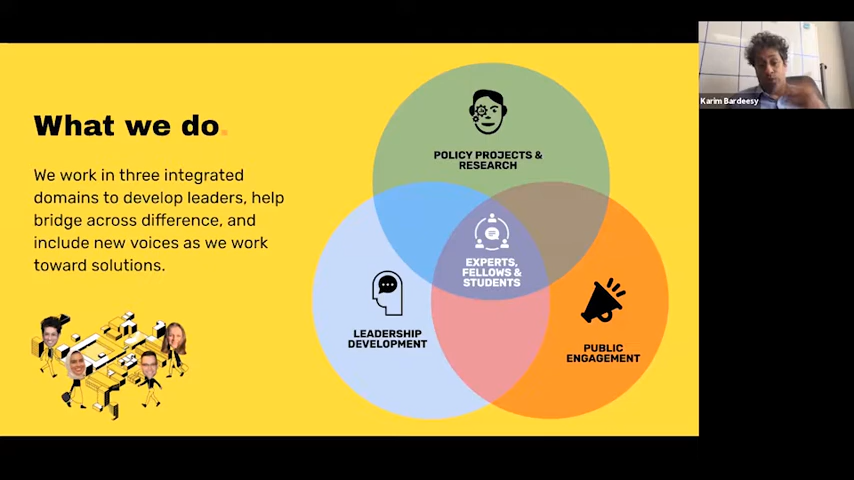 What we do.
We work in three integrated
domains to develop leaders, help
bridge across difference, and
include new voices as we work
toward solutions.
POLICY PROJECTS &
RESEARCH
EXPERTS,
FELLOWS &
STUDENTS
LEADERSHIP
DEVELOPMENT
PUBLIC
ENGAGEMENT
Karim Bardeesy